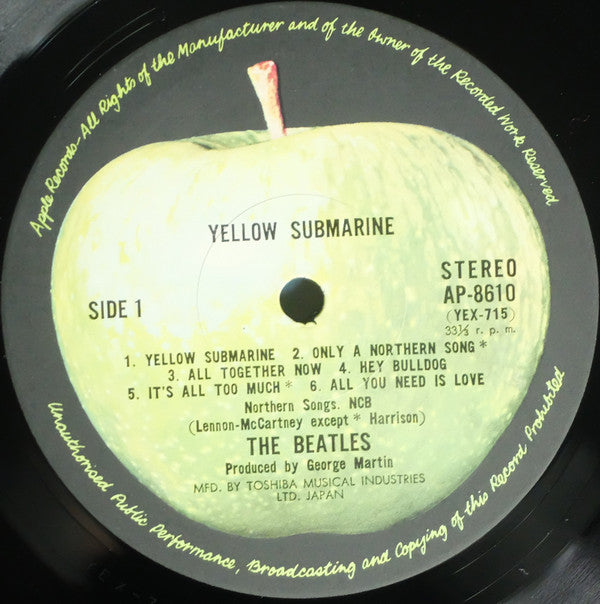 Apple Records-All Rights of the Manufacturer and of the Owner of the Recorded Work Reserved
YELLOW SUBMARINE
STEREO
SIDE 1
AP-8610
(YEX-715)
33⅓ r. p. m.
1. YELLOW SUBMARINE 2. ONLY A NORTHERN SONG *
3. ALL TOGETHER NOW 4. HEY BULLDOG
5. IT'S ALL TOO MUCH * 6. ALL YOU NEED IS LOVE
Northern Songs. NCB
(Lennon-McCartney except * Harrison)
THE BEATLES
Produced by George Martin
MFD. BY TOSHIBA MUSICAL INDUSTRIES
LTD. JAPAN
Unauthorised Public Performance, Broadcasting and Copying of this Record Prohibited